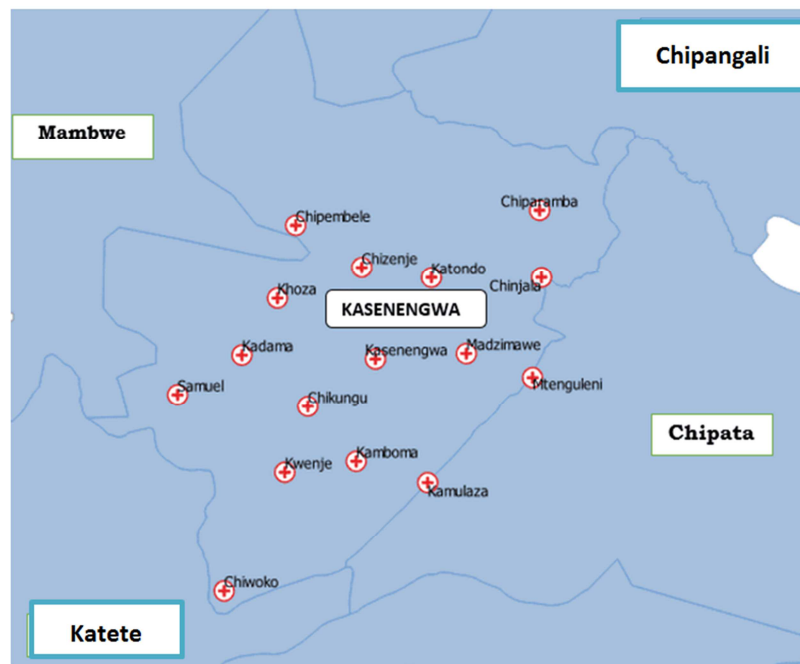 Chipangali
Mambwe
Chiparamba
Chipembele
Chizenje
Katondo
Chinjala
Khoza
KASENENGWA
Kadama
Kasenengwa
Madzimawe
Samuel
Mtenguleni
Chikungu
Chipata
Kamboma
Kwenje
Kamulaza
Chiwoko
Katete